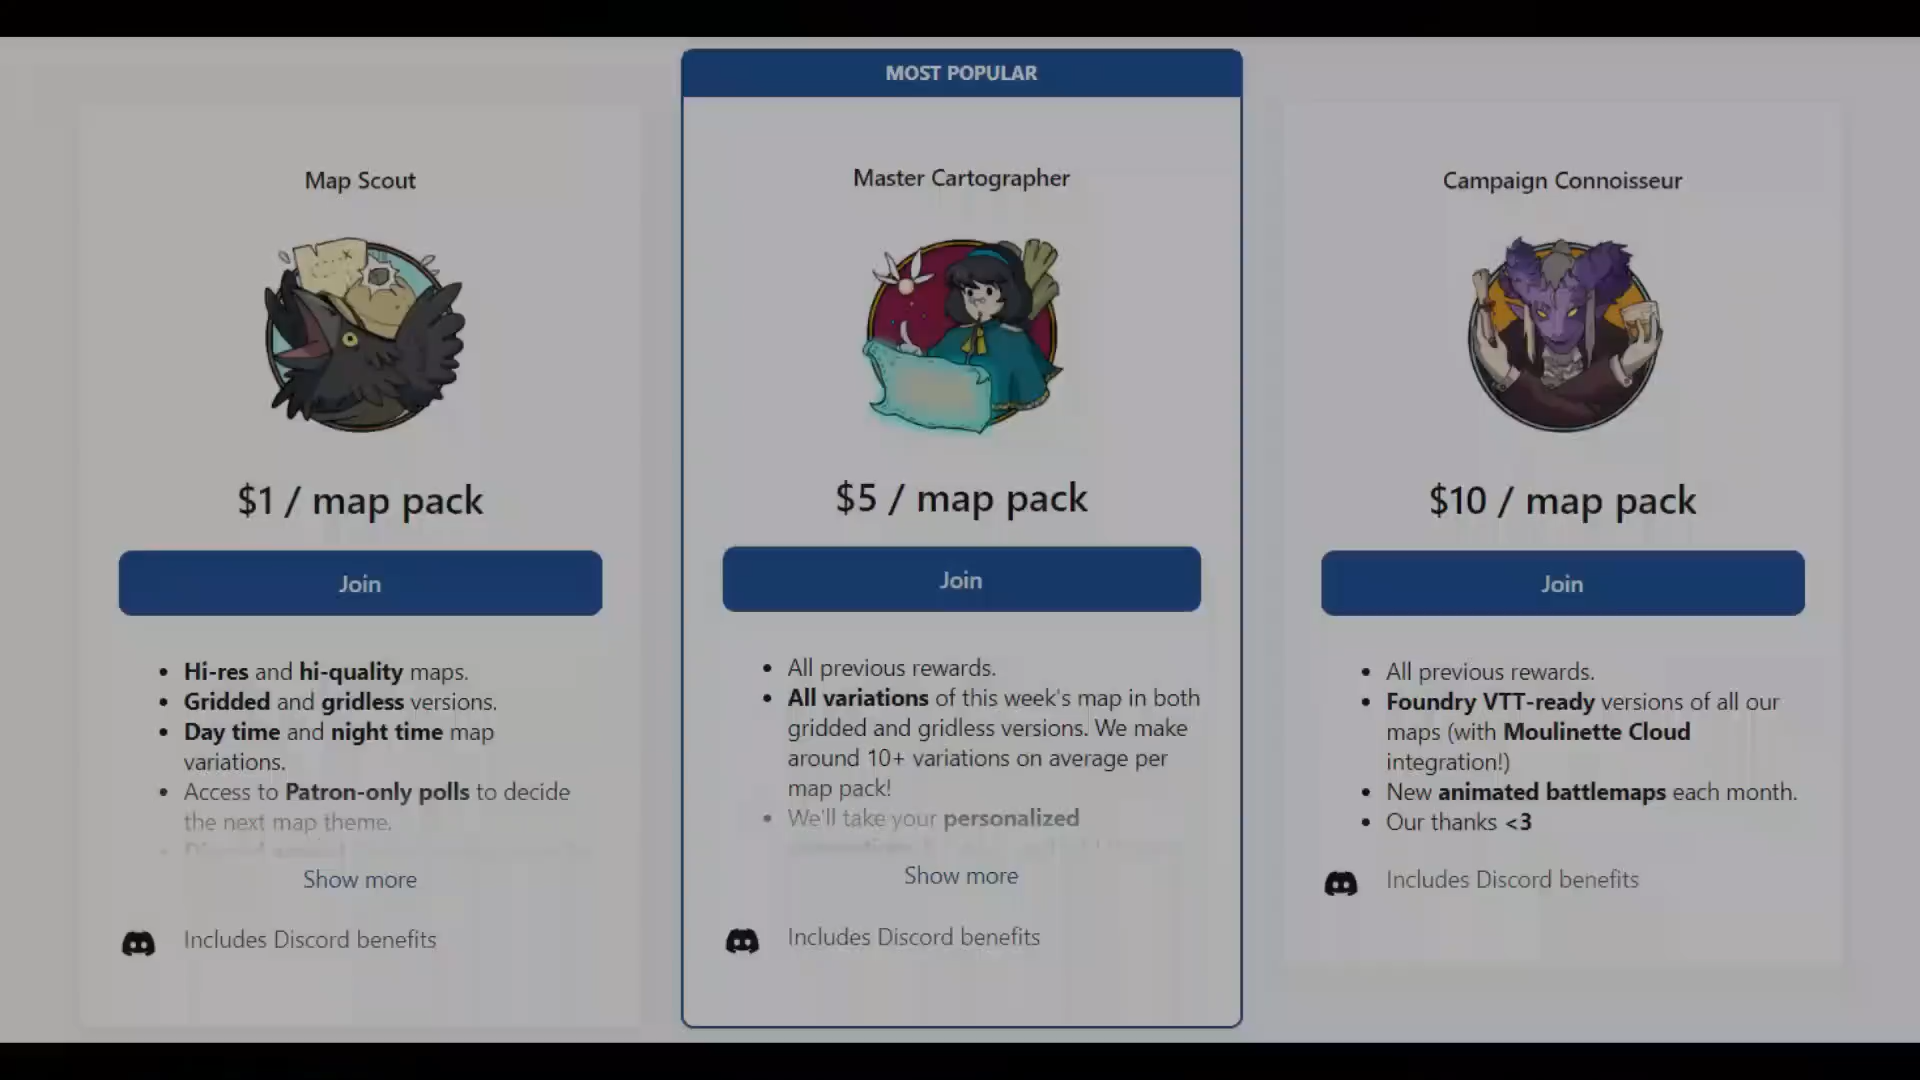 MOST POPULAR
Map Scout
$1 / map pack
Join
Hi-res and hi-quality maps.
Gridded and gridless versions.
Day time and night time map
variations.
Access to Patron-only polls to decide
the next map theme.
Show more
Includes Discord benefits
Master Cartographer
$5 / map pack
Join
All previous rewards.
All variations of this week's map in both
gridded and gridless versions. We make
around 10+ variations on average per
map pack!
We'll take your personalized
Show more
Includes Discord benefits
Campaign Connoisseur
$10 / map pack
Join
All previous rewards.
Foundry VTT-ready versions of all our
maps (with Moulinette Cloud
integration!)
New animated battlemaps each month.
Our thanks <3
Includes Discord benefits